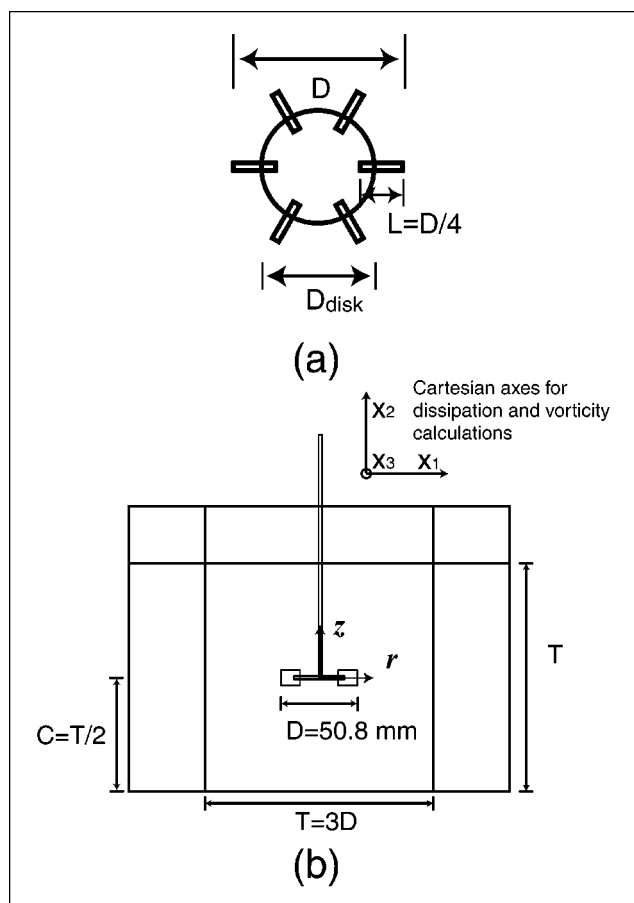 D
L=D/4
Ddisk
(a)
Cartesian axes for
dissipation and vorticity
calculations
x2
x3 x1
z
r
T
C=T/2
D=50.8 mm
T=3D
(b)